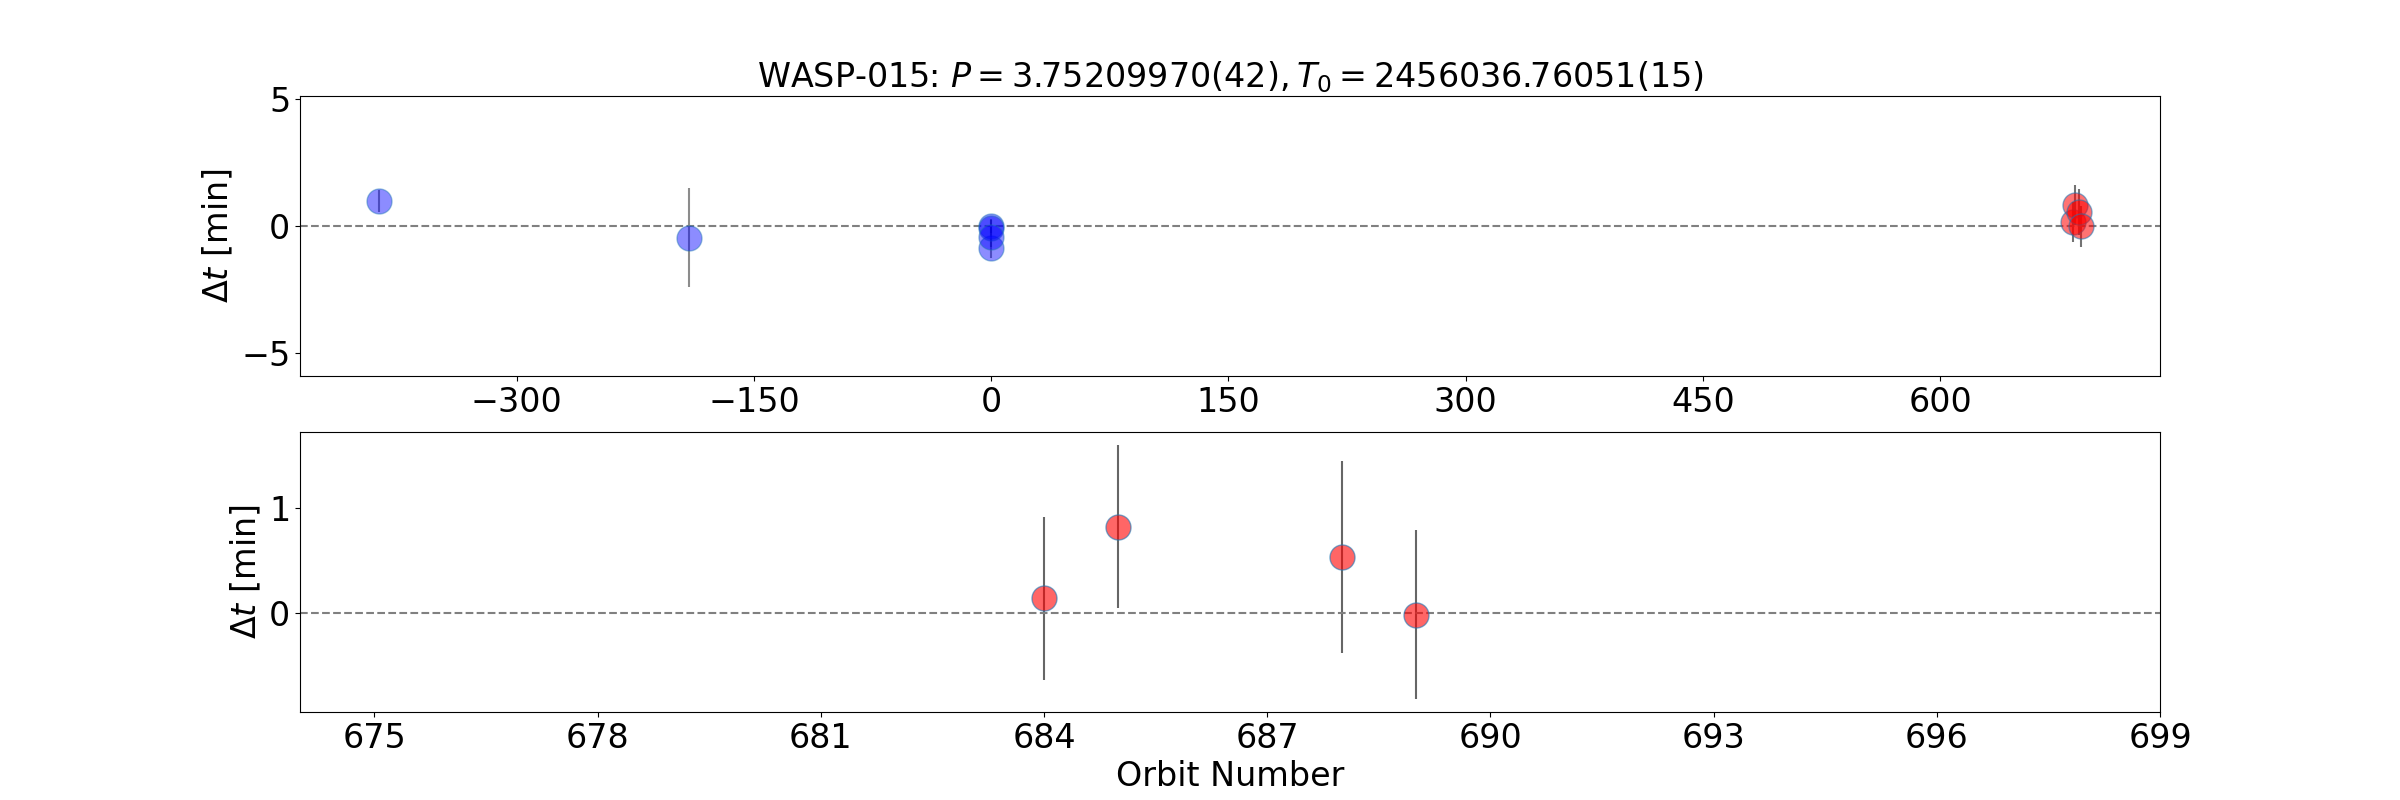 WASP-015: P = 3.75209970(42), T₀ = 2456036.76051(15)
5
0
−5
Δt [min]
−300 −150 0 150 300 450 600
1
0
Δt [min]
675 678 681 684 687 690 693 696 699
Orbit Number